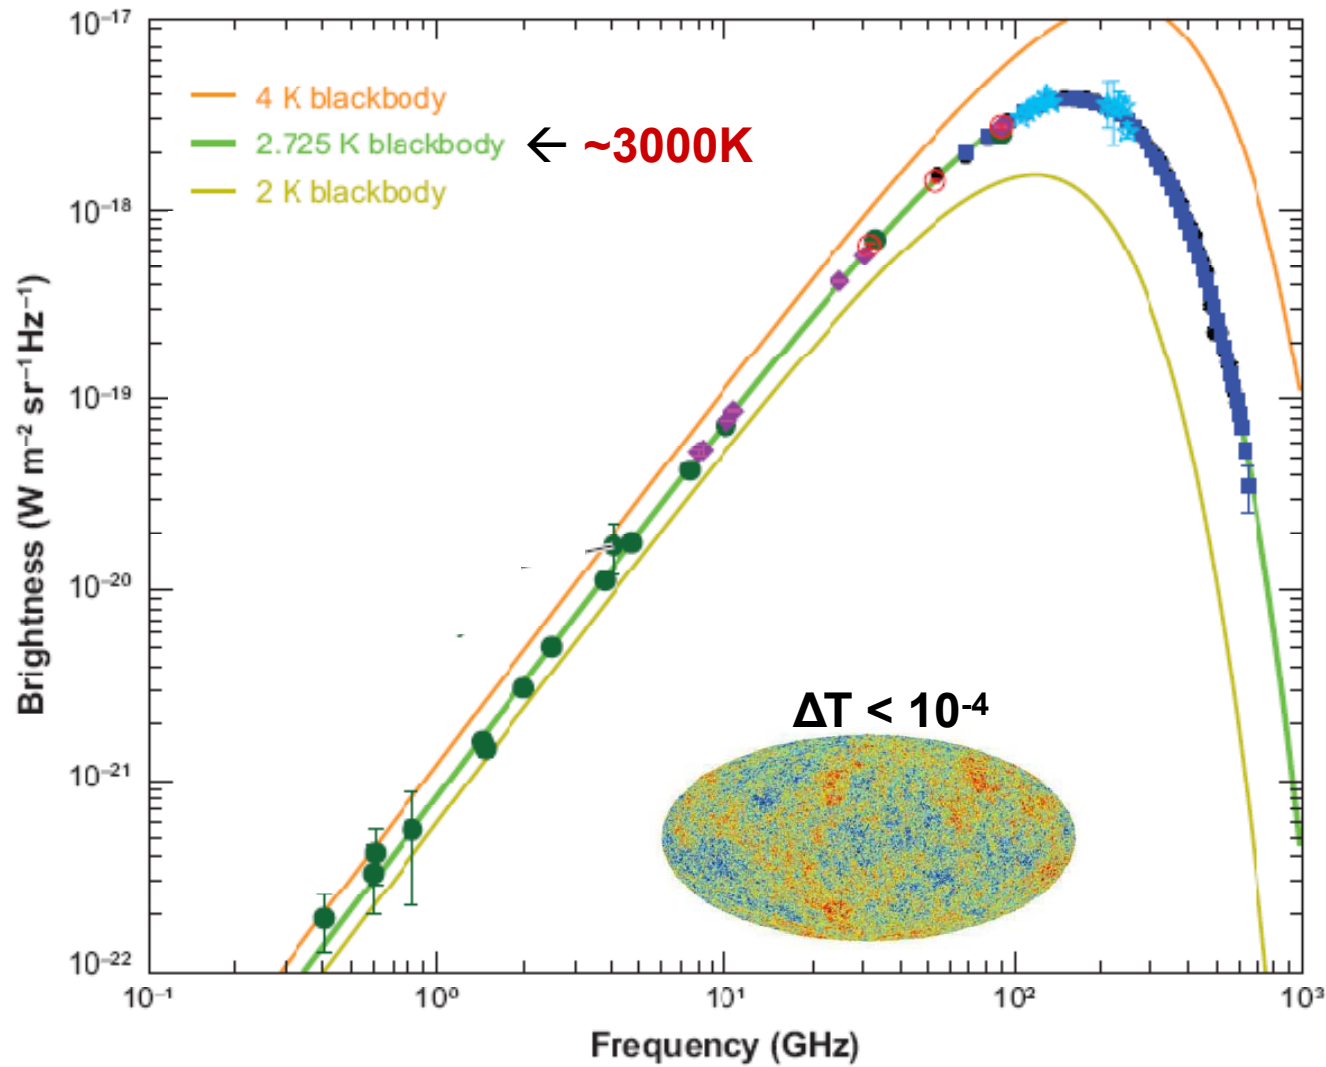 10⁻¹⁷
4 K blackbody
2.725 K blackbody ← ~3000K
2 K blackbody
10⁻¹⁸
10⁻¹⁹
10⁻²⁰
10⁻²¹
10⁻²²
Brightness (W m⁻² sr⁻¹ Hz⁻¹)
ΔT < 10⁻⁴
10⁻¹ 10⁰ 10¹ 10² 10³
Frequency (GHz)